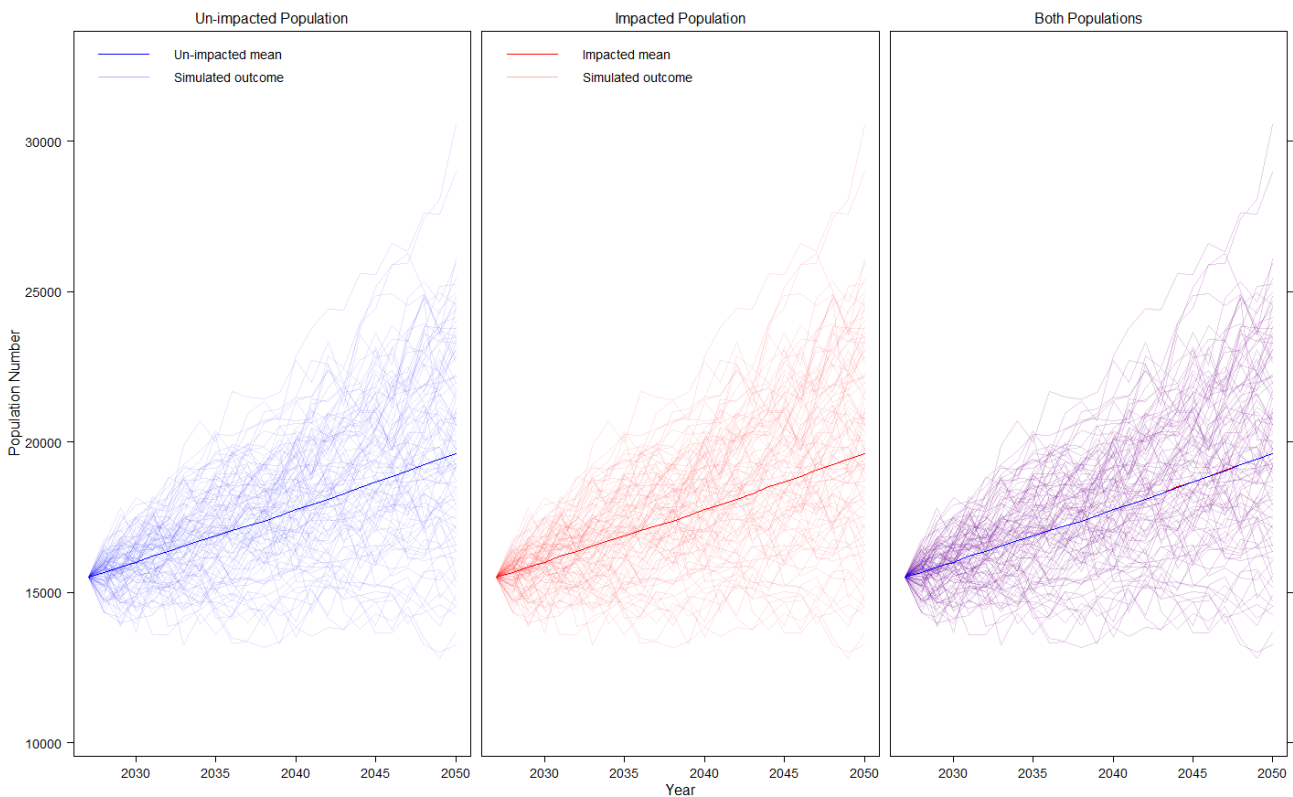 Un-impacted Population
Impacted Population
Both Populations
Un-impacted mean
Simulated outcome
Impacted mean
Simulated outcome
30000
25000
20000
15000
10000
Population Number
2030 2035 2040 2045 2050
2030 2035 2040 2045 2050
2030 2035 2040 2045 2050
Year